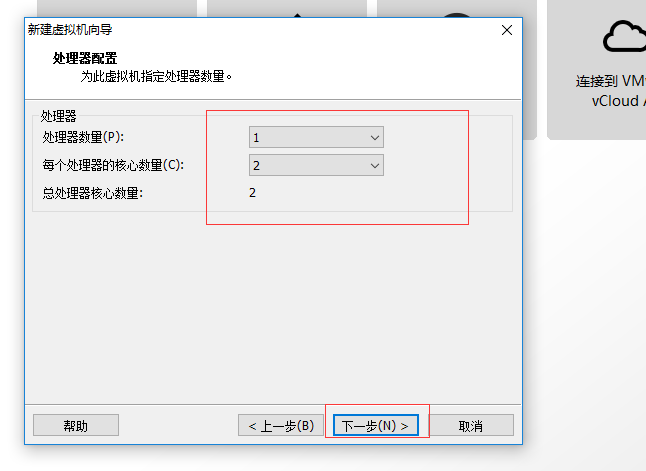 新建虚拟机向导
处理器配置
为此虚拟机指定处理器数量。
连接到
vCloud
处理器
处理器数量(P):
1
每个处理器的核心数量(C):
2
总处理器核心数量:
2
帮助
< 上一步(B)
下一步(N) >
取消